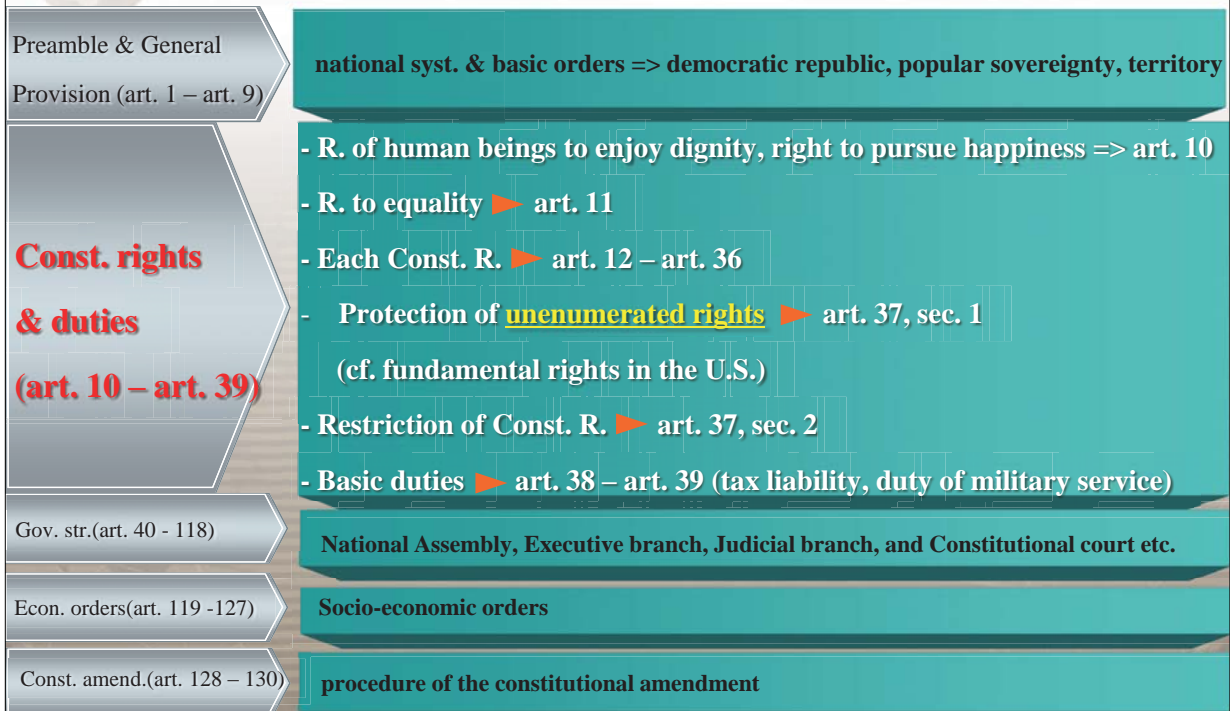 Preamble & General
Provision (art. 1 – art. 9)
national syst. & basic orders => democratic republic, popular sovereignty, territory
Const. rights
& duties
(art. 10 – art. 39)
- R. of human beings to enjoy dignity, right to pursue happiness => art. 10
- R. to equality ► art. 11
- Each Const. R. ► art. 12 – art. 36
- Protection of unenumerated rights ► art. 37, sec. 1
(cf. fundamental rights in the U.S.)
- Restriction of Const. R. ► art. 37, sec. 2
- Basic duties ► art. 38 – art. 39 (tax liability, duty of military service)
Gov. str.(art. 40 - 118)
National Assembly, Executive branch, Judicial branch, and Constitutional court etc.
Econ. orders(art. 119 -127)
Socio-economic orders
Const. amend.(art. 128 – 130)
procedure of the constitutional amendment